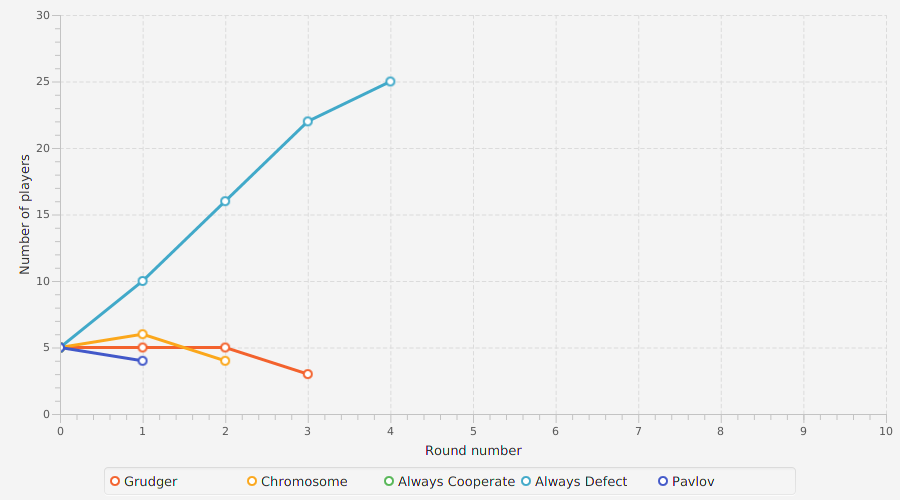 30
25
20
15
10
5
0
Number of players
0 1 2 3 4 5 6 7 8 9 10
Round number
Grudger Chromosome Always Cooperate Always Defect Pavlov